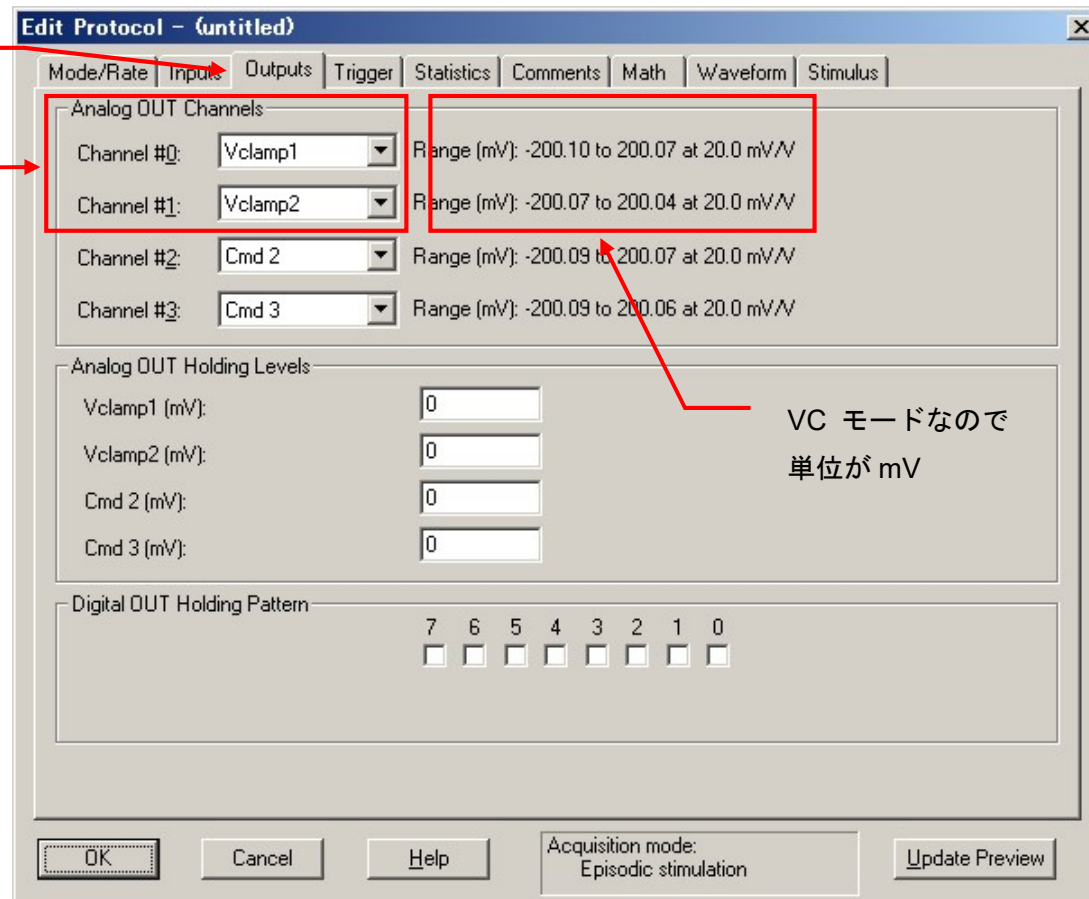 Edit Protocol - (untitled)
Mode/Rate Inputs Outputs Trigger Statistics Comments Math Waveform Stimulus
Analog OUT Channels
Channel #0: Vclamp1 Range (mV): -200.10 to 200.07 at 20.0 mV/V
Channel #1: Vclamp2 Range (mV): -200.07 to 200.04 at 20.0 mV/V
Channel #2: Cmd 2 Range (mV): -200.09 to 200.07 at 20.0 mV/V
Channel #3: Cmd 3 Range (mV): -200.09 to 200.06 at 20.0 mV/V
Analog OUT Holding Levels
Vclamp1 (mV): 0
Vclamp2 (mV): 0
Cmd 2 (mV): 0
Cmd 3 (mV): 0
VC モードなので
単位が mV
Digital OUT Holding Pattern
7 6 5 4 3 2 1 0
OK Cancel Help Acquisition mode: Update Preview
Episodic stimulation